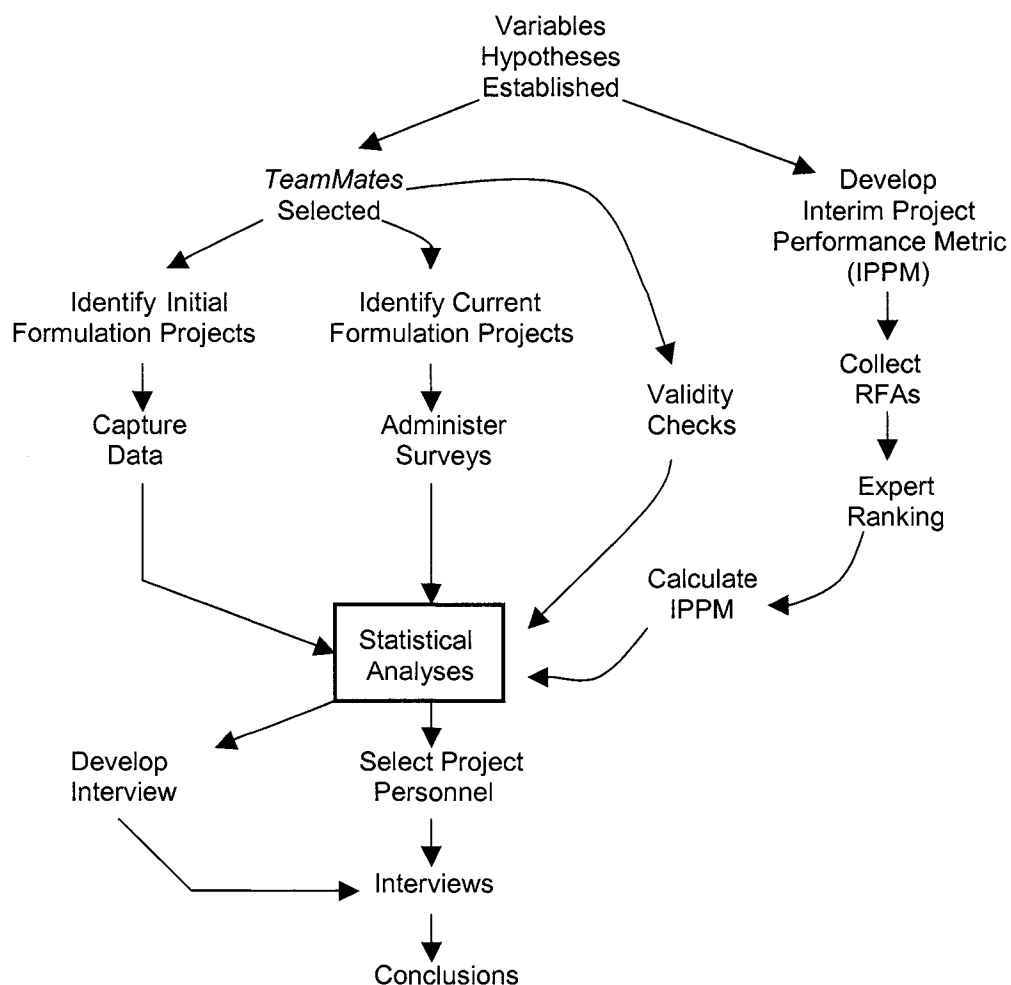 Variables
Hypotheses
Established
TeamMates
Selected
Develop
Interim Project
Performance Metric
(IPPM)
Identify Initial
Formulation Projects
Identify Current
Formulation Projects
Collect
RFAs
Validity
Checks
Capture
Data
Administer
Surveys
Expert
Ranking
Calculate
IPPM
Statistical
Analyses
Develop
Interview
Select Project
Personnel
Interviews
Conclusions